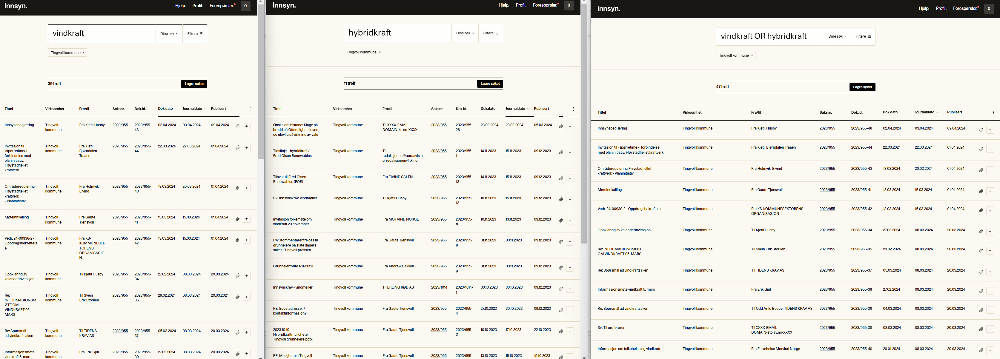 Innsyn.
Hjelp. Profil. Forespørsler. 0
vindkraft
Dine søk Filtere
Tingvoll kommune ×
39 treff Lagre søket
Tittel Virksomhet Fra/til Saksnr. Dok.id. Dok.dato Journaldato Publisert
Innsynsbegjæring Tingvoll Fra Kjetil Husby 2023/955 2023/955- 02.04.2024 03.04.2024 09.04.2024 +
kommune 46
Invitasjon til Tingvoll Fra Kjetil 2023/955 2023/955- 22.03.2024 22.03.2024 01.04.2024 +
«spørretime» i kommune Bjørndalen 44
forbindelse med Traaen
planinitiativ,
Fløystadfjellet
kraftverk
Områderegulering Tingvoll Fra Holmvik, 2023/955 2023/955- 18.03.2024 20.03.2024 01.04.2024 +
Fløystadfjellet kommune Eivind 43
kraftverk
- Planinitiativ
Møteinnkalling Tingvoll Fra Gaute 2023/955 2023/955- 13.03.2024 15.03.2024 01.04.2024 +
kommune Tjensvoll 41
Vedr. 24-00936-2 - Tingvoll Fra KS- 2023/955 2023/955- 13.03.2024 15.03.2024 01.04.2024 +
Oppdragsbekreftels kommune KOMMUNESEK 42
e TORENS
ORGANISASJO
N
Oppklaring av Tingvoll Til Kjetil Husby 2023/955 2023/955- 27.02.2024 08.03.2024 20.03.2024 +
kalenderinvitasjon kommune 34
Re: Tingvoll Til Svein 2023/955 2023/955- 29.02.2024 08.03.2024 20.03.2024 +
INFORMASJONSM kommune Erik Storlien 35
ØTE OM
VINDKRAFT 05.
MARS
Re: Spørsmål Tingvoll Til TIDENS 2023/955 2023/955- 05.03.2024 08.03.2024 20.03.2024 +
ad vindkraftsaken kommune KRAV AS 37
Informasjonsmøte Tingvoll Fra Erik Gjul 2023/955 2023/955- 27.02.2024 08.03.2024 20.03.2024 +
vindkraft 5. mars kommune 39
Innsyn.
Hjelp. Profil. Forespørsler. 0
hybridkraft
Dine søk Filtere
Tingvoll kommune ×
11 treff Lagre søket
Tittel Virksomhet Fra/til Saksnr. Dok.id. Dok.dato Journaldato Publisert
Ønske om bistand: Klage på Tingvoll kommune Til XXXX-EMAIL- 2023/955 2023/955- 26.02.2024 28.02.2024 05.03.2024 +
brudd på Offentlighetsloven DOMAIN-ks.no-XXXX 28
og ulovlig påvirkning av valg
Tidslinje – hybridkraft / Tingvoll kommune Til 2023/955 2023/955- 14.11.2023 15.11.2023 09.12.2023 +
Fred Olsen Renewables redaksjonen@auraavis.n 11
o, redaksjonen@tk.no
Tilsvar til Fred Olsen Tingvoll kommune Fra EIVIND SALEN 2023/955 2023/955- 14.11.2023 15.11.2023 09.12.2023 +
Renewables (FOR) 13
SV: Innsynskrav, vindmøller Tingvoll kommune Til Kjetil Husby 2023/955 2023/955- 10.11.2023 15.11.2023 09.12.2023 +
12
Invitasjon folkemøte om Tingvoll kommune Fra MOTVIND NORGE 2023/955 2023/955- 10.11.2023 13.11.2023 09.12.2023 +
vindkraft 23 november 10
FW: Kommentarer fra oss til Tingvoll kommune Fra Gaute Tjensvoll 2023/955 2023/955- 01.11.2023 03.11.2023 09.12.2023 +
grunneiere på siste dagers 8
saker i Tingvoll pressen
Grunneiermøte 1/11-2023 Tingvoll kommune Fra Andrew Bakken 2023/955 2023/955- 01.11.2023 03.11.2023 09.12.2023 +
9
Innsynskrav - vindmøller Tingvoll kommune Til ERLING RØD AS 2023/1014 2023/1014- 30.10.2023 30.10.2023 09.12.2023 +
1
RE: Epostadresser / Tingvoll kommune Fra Gaute Tjensvoll 2023/955 2023/955- 27.10.2023 30.10.2023 09.12.2023 +
kontaktinformasjon? 4
2023 10 10 - Tingvoll kommune Fra Gaute Tjensvoll 2023/955 2023/955- 16.10.2023 17.10.2023 22.10.2023 +
Hybridkraftmuligheter 3
Tingvoll grunneiere.pptx
RE: Muligheter i Tingvoll Tingvoll kommune Fra Gaute Tjensvoll 2023/955 2023/955- 13.10.2023 15.10.2023 19.10.2023 +
Innsyn.
Hjelp. Profil. Forespørsler. 0
vindkraft OR hybridkraft
Dine søk Filtere
Tingvoll kommune ×
47 treff Lagre søket
Tittel Virksomhet Fra/til Saksnr. Dok.id. Dok.dato Journaldato Publisert
Innsynsbegjæring Tingvoll kommune Fra Kjetil Husby 2023/955 2023/955-46 02.04.2024 03.04.2024 09.04.2024 +
Invitasjon til «spørretime» i forbindelse Tingvoll kommune Fra Kjetil Bjørndalen Traaen 2023/955 2023/955-44 22.03.2024 22.03.2024 01.04.2024 +
med planinitiativ, Fløystadfjellet kraftverk
Områderegulering Fløystadfjellet Tingvoll kommune Fra Holmvik, Eivind 2023/955 2023/955-43 18.03.2024 20.03.2024 01.04.2024 +
kraftverk - Planinitiativ
Møteinnkalling Tingvoll kommune Fra Gaute Tjensvoll 2023/955 2023/955-41 13.03.2024 15.03.2024 01.04.2024 +
Vedr. 24-00936-2 - Oppdragsbekreftelse Tingvoll kommune Fra KS-KOMMUNESEKTORENS 2023/955 2023/955-42 13.03.2024 15.03.2024 01.04.2024 +
ORGANISASJON
Oppklaring av kalenderinvitasjon Tingvoll kommune Til Kjetil Husby 2023/955 2023/955-34 27.02.2024 08.03.2024 20.03.2024 +
Re: INFORMASJONSMØTE Tingvoll kommune Til Svein Erik Storlien 2023/955 2023/955-35 29.02.2024 08.03.2024 20.03.2024 +
OM VINDKRAFT 05. MARS
Re: Spørsmål ad vindkraftsaken Tingvoll kommune Til TIDENS KRAV AS 2023/955 2023/955-37 05.03.2024 08.03.2024 20.03.2024 +
Informasjonsmøte vindkraft 5. mars Tingvoll kommune Fra Erik Gjul 2023/955 2023/955-39 27.02.2024 08.03.2024 20.03.2024 +
Re: Spørsmål ad vindkraftsaken Tingvoll kommune Til Odd Arild Bugge, TIDENS KRAV AS 2023/955 2023/955-36 04.03.2024 08.03.2024 20.03.2024 +
Sv: Til ordføreren Tingvoll kommune Til XXXX-EMAIL- 2023/955 2023/955-38 08.03.2024 08.03.2024 20.03.2024 +
DOMAIN-stolav.no-XXXX
Informasjon om folkehelse og vindkraft. Tingvoll kommune Fra Folkehelse Motvind Norge 2023/955 2023/955-40 20.01.2024 08.03.2024 20.03.2024 +